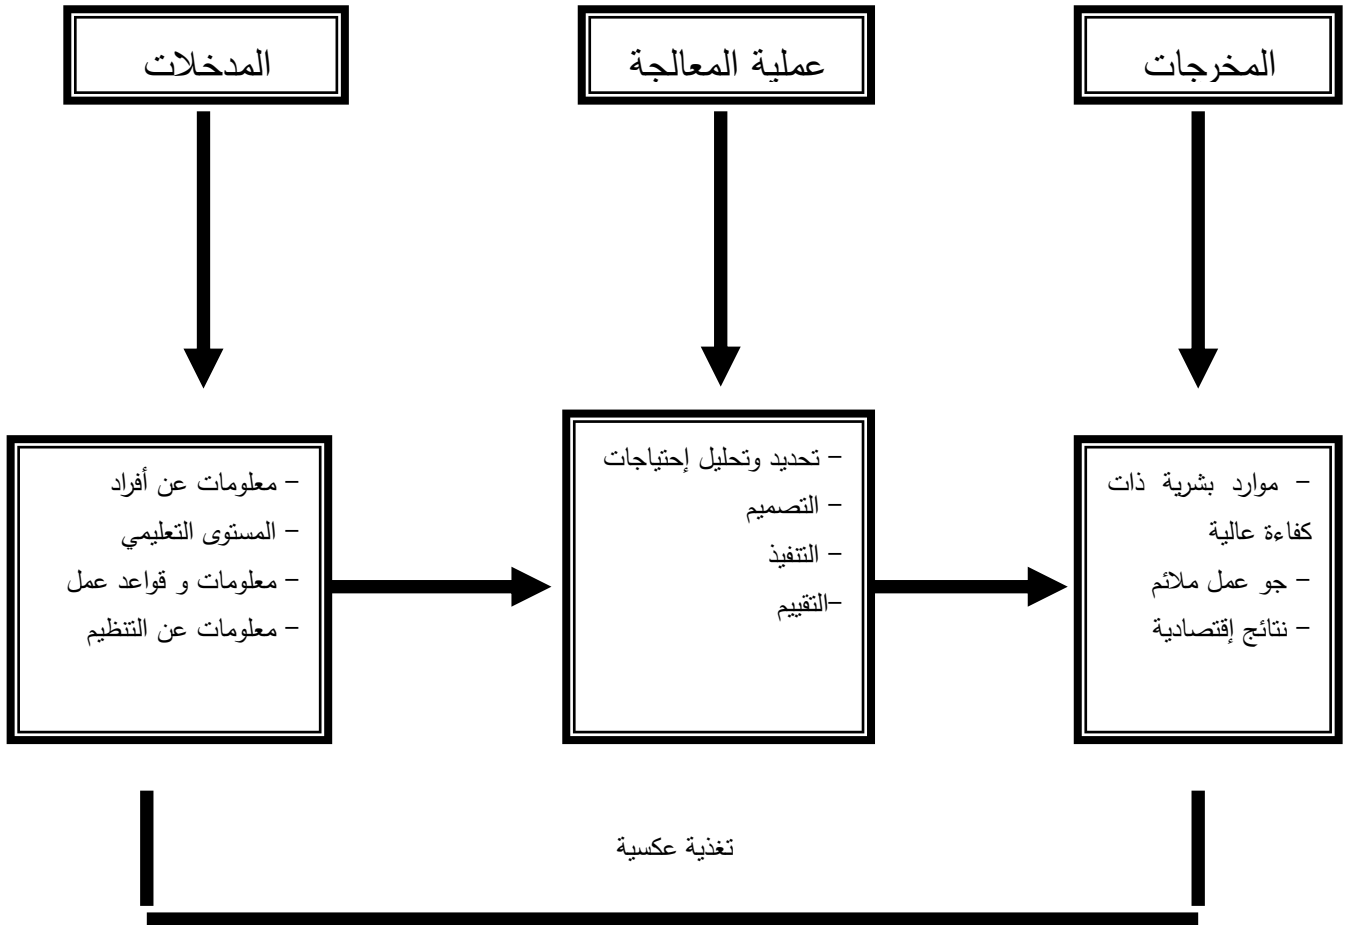 المدخلات
عملية المعالجة
المخرجات
- معلومات عن أفراد
- المستوى التعليمي
- معلومات و قواعد عمل
- معلومات عن التنظيم
- تحديد وتحليل إحتياجات
- التصميم
- التنفيذ
-التقييم
- موارد بشرية ذات
كفاءة عالية
- جو عمل ملائم
- نتائج إقتصادية
تغذية عكسية